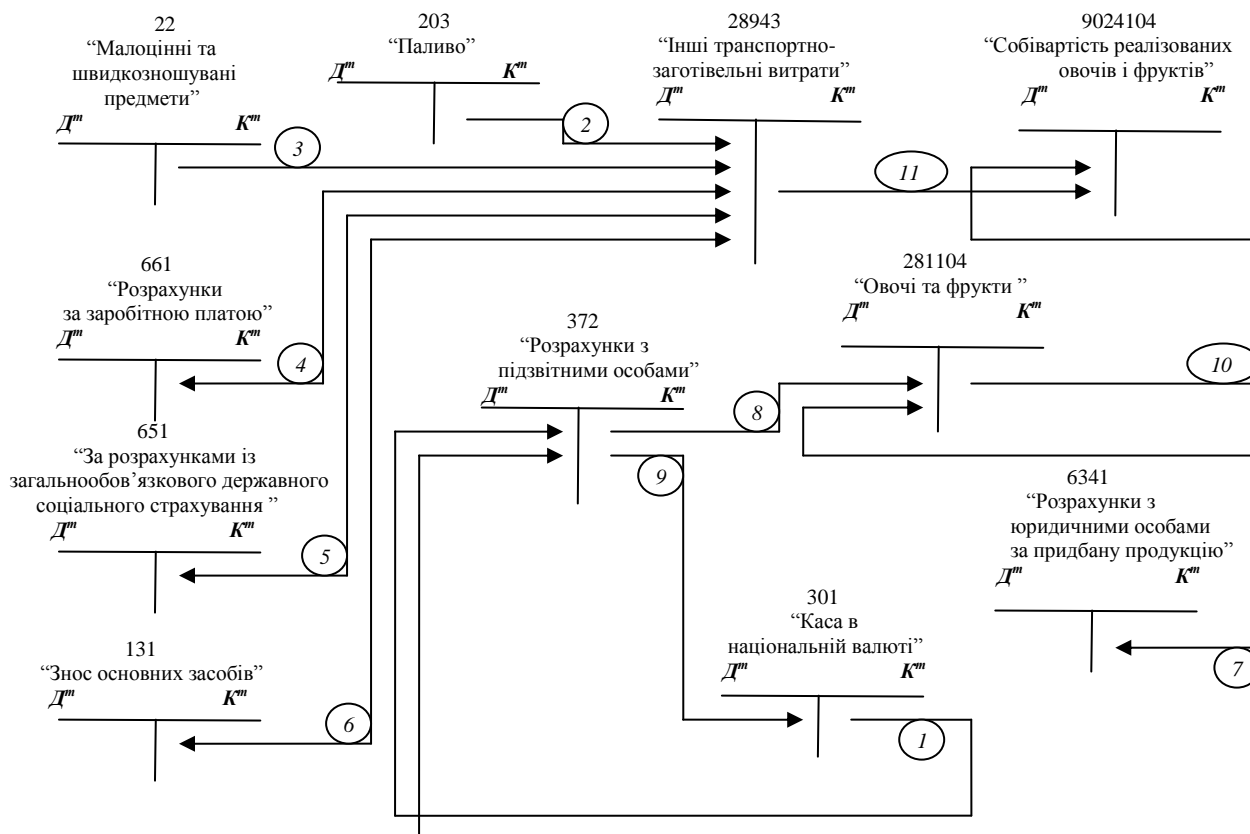 22
“Малоцінні та
швидкозношувані
предмети”
Дт Кт
203
“Паливо”
Дт Кт
28943
“Інші транспортно-
заготівельні витрати”
Дт Кт
9024104
“Собівартість реалізованих
овочів і фруктів”
Дт Кт
2
3
11
661
“Розрахунки
за заробітною платою”
Дт Кт
4
281104
“Овочі та фрукти ”
Дт Кт
10
372
“Розрахунки з
підзвітними особами”
Дт Кт
8
9
651
“За розрахунками із
загальнообов’язкового державного
соціального страхування ”
Дт Кт
5
6341
“Розрахунки з
юридичними особами
за придбану продукцію”
Дт Кт
7
301
“Каса в
національній валюті”
Дт Кт
1
131
“Знос основних засобів”
Дт Кт
6